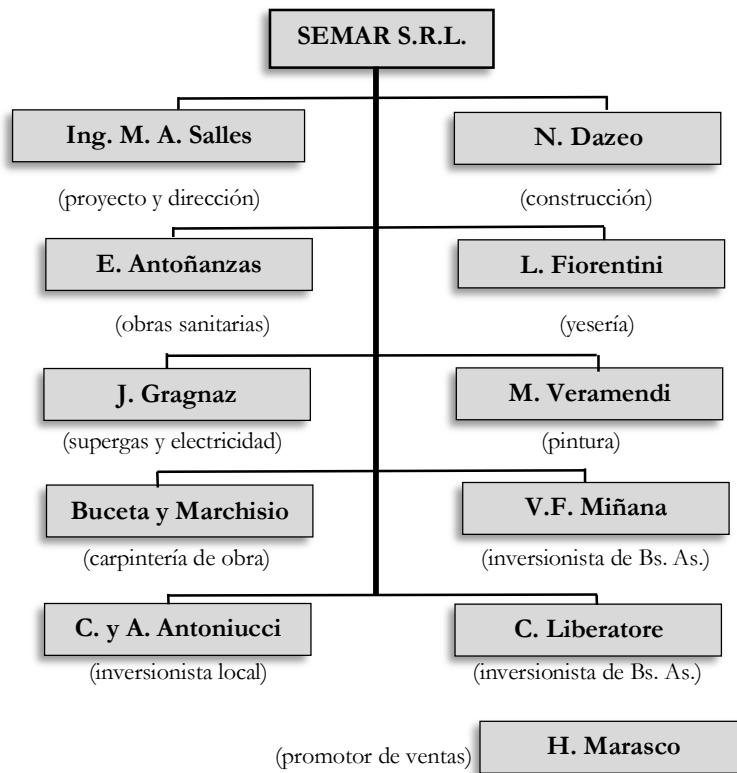 SEMAR S.R.L.
Ing. M. A. Salles
N. Dazeo
(proyecto y dirección)
(construcción)
E. Antoñanzas
L. Fiorentini
(obras sanitarias)
(yesería)
J. Gragnaz
M. Veramendi
(supergas y electricidad)
(pintura)
Buceta y Marchisio
V.F. Miñana
(carpintería de obra)
(inversionista de Bs. As.)
C. y A. Antoniucci
C. Liberatore
(inversionista local)
(inversionista de Bs. As.)
(promotor de ventas)
H. Marasco